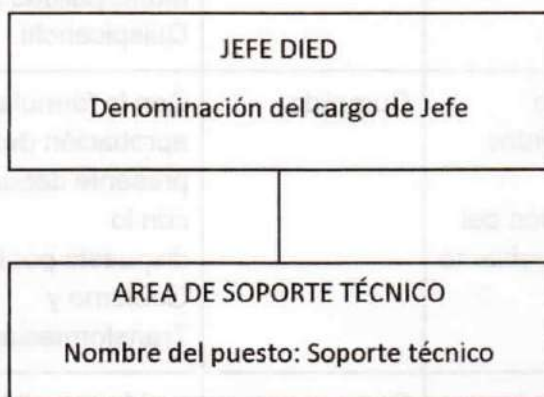 JEFE DIED
Denominación del cargo de Jefe
AREA DE SOPORTE TÉCNICO
Nombre del puesto: Soporte técnico